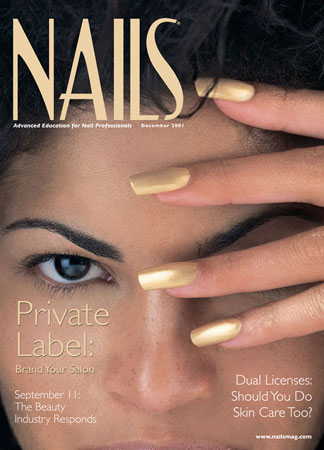 NAILS
Advanced Education for Nail Professionals December 2001
Private
Label:
Brand Your Salon
September 11:
The Beauty
Industry Responds
Dual Licenses:
Should You Do
Skin Care Too?
www.nailsmag.com